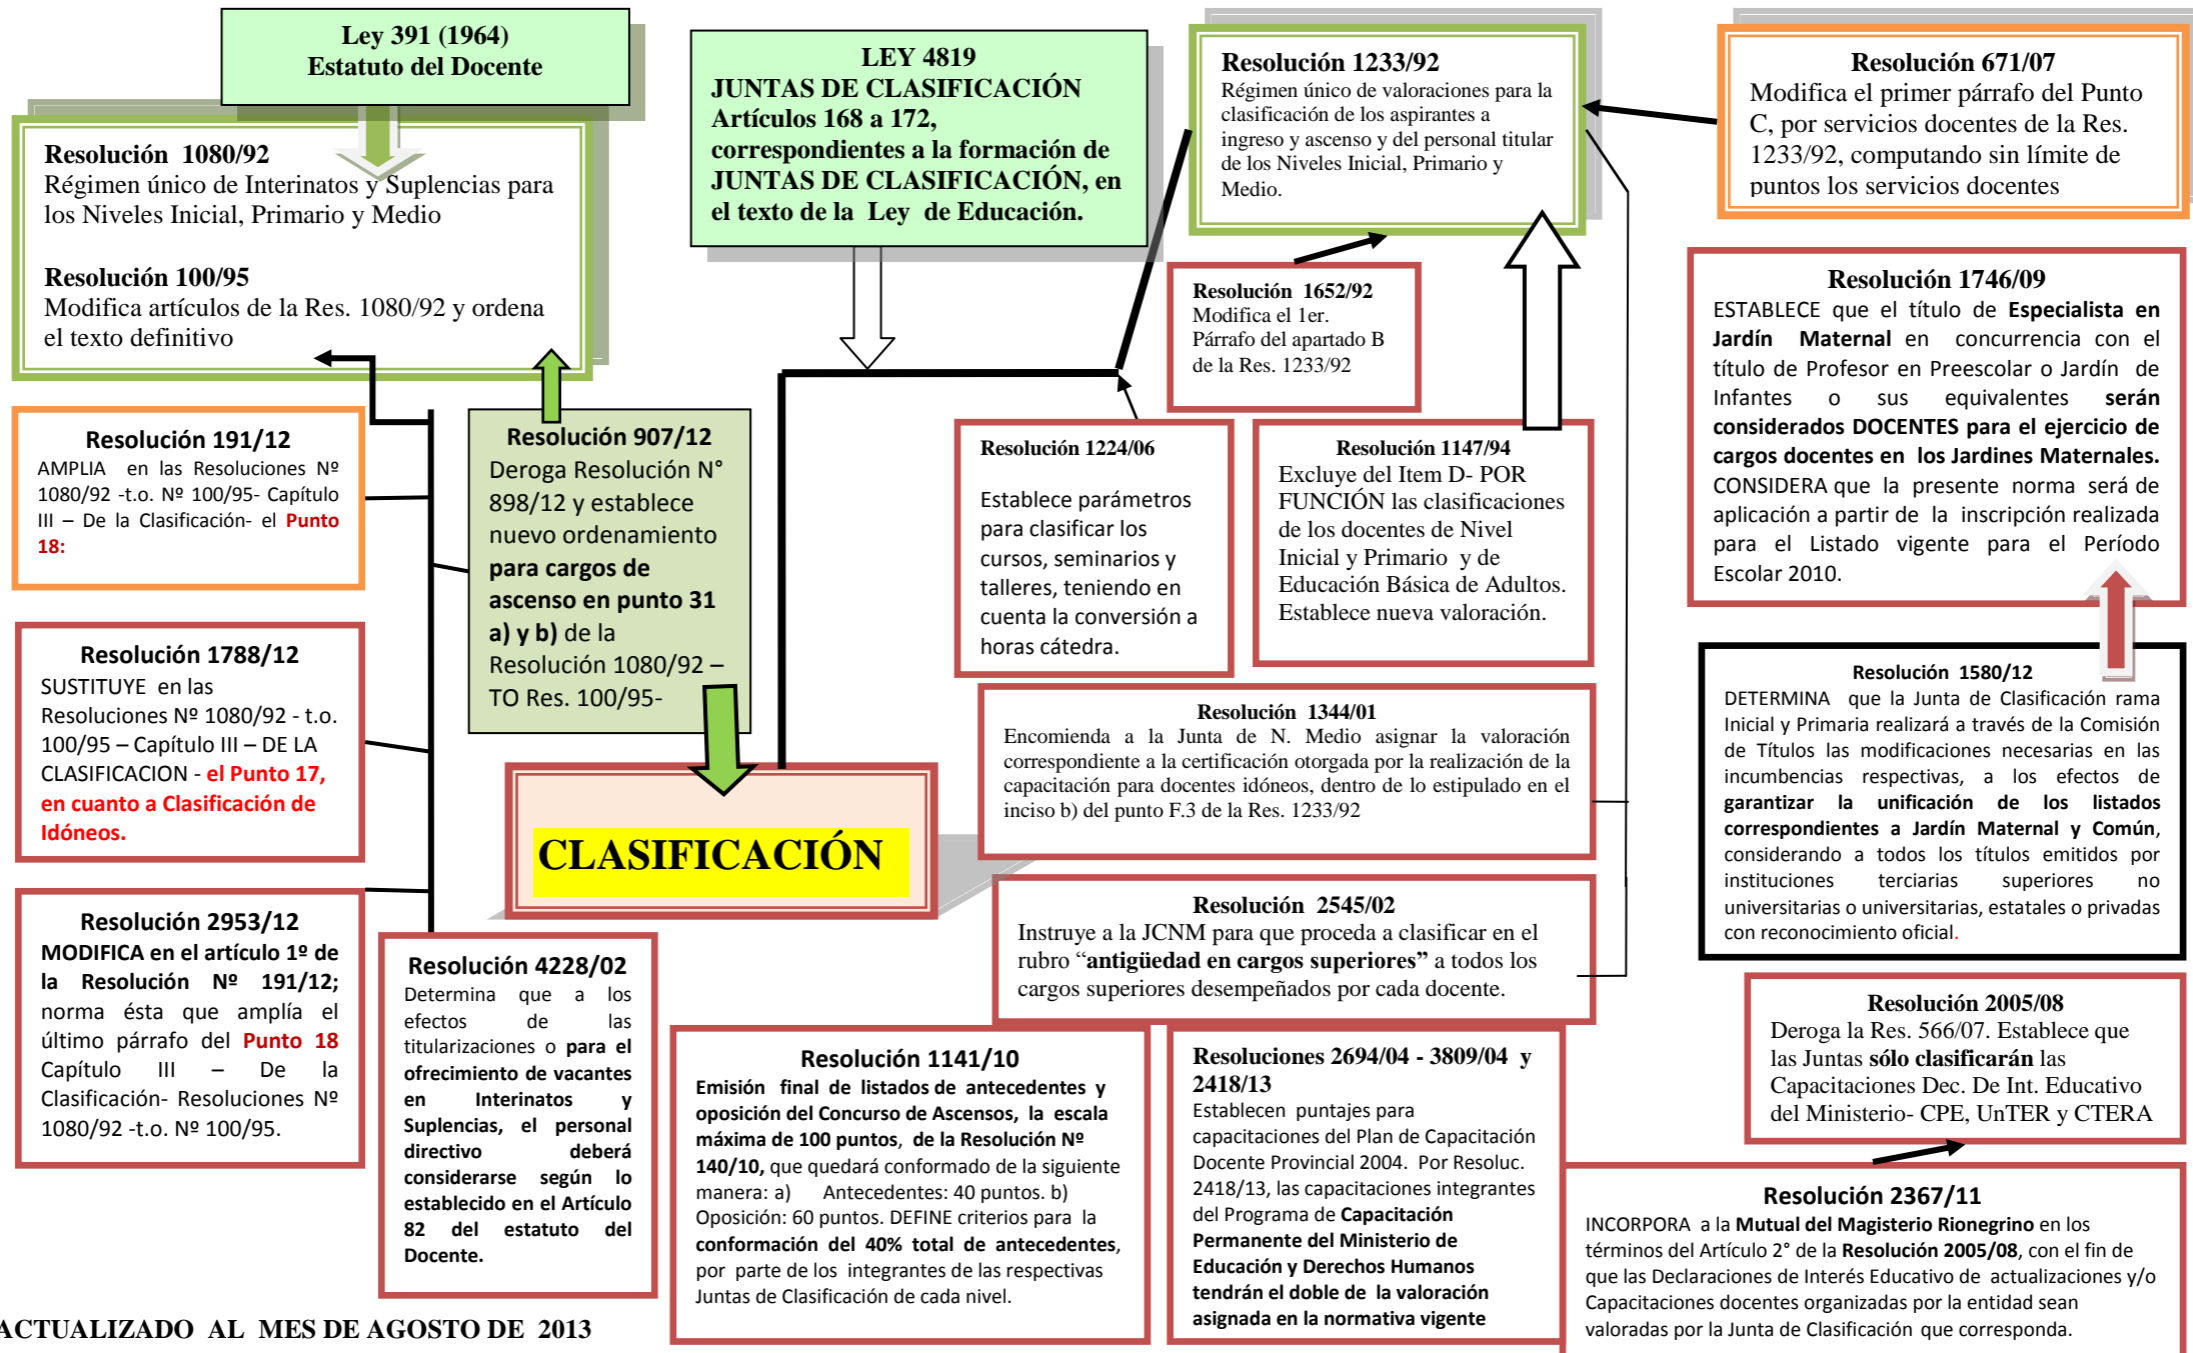 Ley 391 (1964)
Estatuto del Docente
Resolución 1080/92
Régimen único de Interinatos y Suplencias para
los Niveles Inicial, Primario y Medio
Resolución 100/95
Modifica artículos de la Res. 1080/92 y ordena
el texto definitivo
LEY 4819
JUNTAS DE CLASIFICACIÓN
Artículos 168 a 172,
correspondientes a la formación de
JUNTAS DE CLASIFICACIÓN, en
el texto de la Ley de Educación.
Resolución 1233/92
Régimen único de valoraciones para la
clasificación de los aspirantes a
ingreso y ascenso y del personal titular
de los Niveles Inicial, Primario y
Medio.
Resolución 671/07
Modifica el primer párrafo del Punto
C, por servicios docentes de la Res.
1233/92, computando sin límite de
puntos los servicios docentes
Resolución 1652/92
Modifica el 1er.
Párrafo del apartado B
de la Res. 1233/92
Resolución 1746/09
ESTABLECE que el título de Especialista en
Jardín Maternal en concurrencia con el
título de Profesor en Preescolar o Jardín de
Infantes o sus equivalentes serán
considerados DOCENTES para el ejercicio de
cargos docentes en los Jardines Maternales.
CONSIDERA que la presente norma será de
aplicación a partir de la inscripción realizada
para el Listado vigente para el Período
Escolar 2010.
Resolución 191/12
AMPLIA en las Resoluciones Nº
1080/92 -t.o. Nº 100/95- Capítulo
III – De la Clasificación- el Punto
18:
Resolución 907/12
Deroga Resolución N°
898/12 y establece
nuevo ordenamiento
para cargos de
ascenso en punto 31
a) y b) de la
Resolución 1080/92 –
TO Res. 100/95-
Resolución 1224/06
Establece parámetros
para clasificar los
cursos, seminarios y
talleres, teniendo en
cuenta la conversión a
horas cátedra.
Resolución 1147/94
Excluye del Item D- POR
FUNCIÓN las clasificaciones
de los docentes de Nivel
Inicial y Primario y de
Educación Básica de Adultos.
Establece nueva valoración.
Resolución 1788/12
SUSTITUYE en las
Resoluciones Nº 1080/92 - t.o.
100/95 – Capítulo III – DE LA
CLASIFICACION - el Punto 17,
en cuanto a Clasificación de
Idóneos.
Resolución 1580/12
DETERMINA que la Junta de Clasificación rama
Inicial y Primaria realizará a través de la Comisión
de Títulos las modificaciones necesarias en las
incumbencias respectivas, a los efectos de
garantizar la unificación de los listados
correspondientes a Jardín Maternal y Común,
considerando a todos los títulos emitidos por
instituciones terciarias superiores no
universitarias o universitarias, estatales o privadas
con reconocimiento oficial.
Resolución 1344/01
Encomienda a la Junta de N. Medio asignar la valoración
correspondiente a la certificación otorgada por la realización de la
capacitación para docentes idóneos, dentro de lo estipulado en el
inciso b) del punto F.3 de la Res. 1233/92
CLASIFICACIÓN
Resolución 2953/12
MODIFICA en el artículo 1º de
la Resolución Nº 191/12;
norma ésta que amplía el
último párrafo del Punto 18
Capítulo III – De la
Clasificación- Resoluciones Nº
1080/92 -t.o. Nº 100/95.
Resolución 4228/02
Determina que a los
efectos de las
titularizaciones o para el
ofrecimiento de vacantes
en Interinatos y
Suplencias, el personal
directivo deberá
considerarse según lo
establecido en el Artículo
82 del estatuto del
Docente.
Resolución 2545/02
Instruye a la JCNM para que proceda a clasificar en el
rubro “antigüedad en cargos superiores” a todos los
cargos superiores desempeñados por cada docente.
Resolución 1141/10
Emisión final de listados de antecedentes y
oposición del Concurso de Ascensos, la escala
máxima de 100 puntos, de la Resolución Nº
140/10, que quedará conformado de la siguiente
manera: a) Antecedentes: 40 puntos. b)
Oposición: 60 puntos. DEFINE criterios para la
conformación del 40% total de antecedentes,
por parte de los integrantes de las respectivas
Juntas de Clasificación de cada nivel.
Resoluciones 2694/04 - 3809/04 y
2418/13
Establecen puntajes para
capacitaciones del Plan de Capacitación
Docente Provincial 2004. Por Resoluc.
2418/13, las capacitaciones integrantes
del Programa de Capacitación
Permanente del Ministerio de
Educación y Derechos Humanos
tendrán el doble de la valoración
asignada en la normativa vigente
Resolución 2005/08
Deroga la Res. 566/07. Establece que
las Juntas sólo clasificarán las
Capacitaciones Dec. De Int. Educativo
del Ministerio- CPE, UnTER y CTERA
Resolución 2367/11
INCORPORA a la Mutual del Magisterio Rionegrino en los
términos del Artículo 2° de la Resolución 2005/08, con el fin de
que las Declaraciones de Interés Educativo de actualizaciones y/o
Capacitaciones docentes organizadas por la entidad sean
valoradas por la Junta de Clasificación que corresponda.
ACTUALIZADO AL MES DE AGOSTO DE 2013